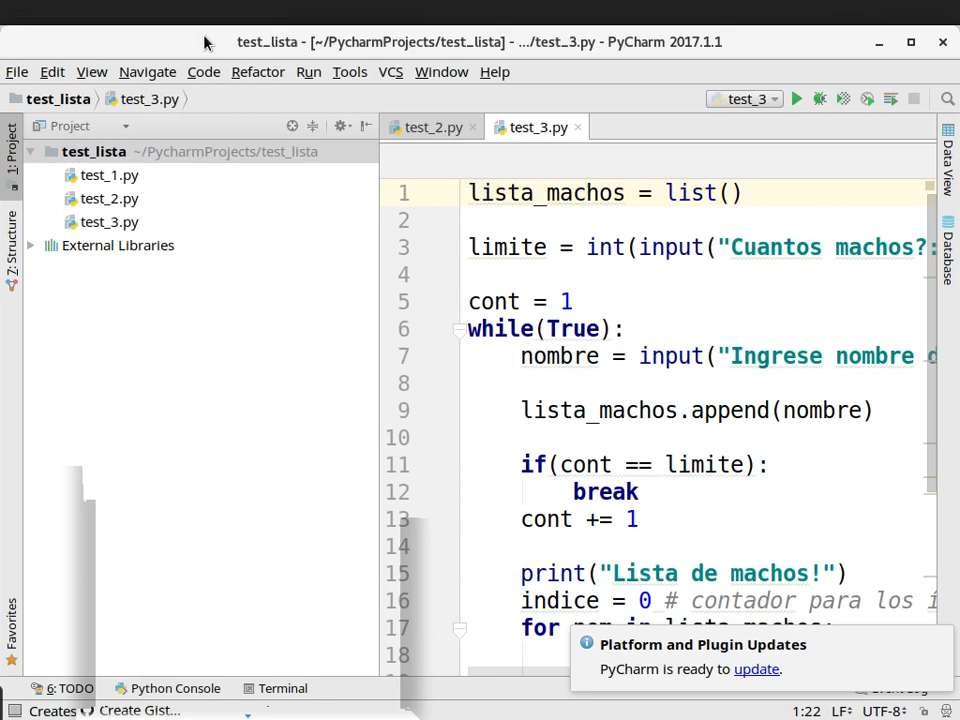 test_lista - [~/PycharmProjects/test_lista] - .../test_3.py - PyCharm 2017.1.1
File Edit View Navigate Code Refactor Run Tools VCS Window Help
test_lista test_3.py test_3
1: Project
Project
test_2.py test_3.py
test_lista ~/PycharmProjects/test_lista
test_1.py
test_2.py
test_3.py
External Libraries
7: Structure
Favorites
Data View
Database
1 lista_machos = list()
2
3 limite = int(input("Cuantos machos?:
4
5 cont = 1
6 while(True):
7 nombre = input("Ingrese nombre
8
9 lista_machos.append(nombre)
10
11 if(cont == limite):
12 break
13 cont += 1
14
15 print("Lista de machos!")
16 indice = 0 # contador para los í
17 for nom in lista_machos:
18
Platform and Plugin Updates
PyCharm is ready to update.
6: TODO Python Console Terminal Event Log
Creates Create Gist... 1:22 LF UTF-8